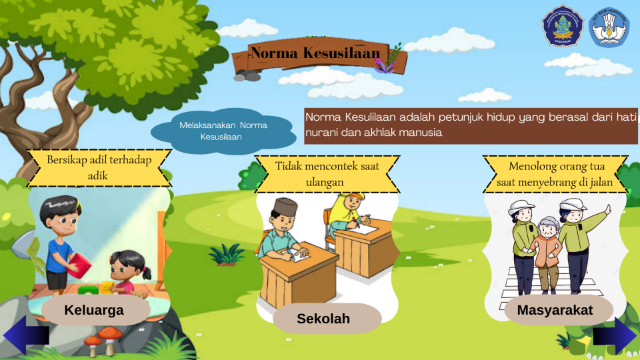 Norma Kesusilaan
Melaksanakan Norma
Kesusilaan
Norma Kesulilaan adalah petunjuk hidup yang berasal dari hati
nurani dan akhlak manusia
Bersikap adil terhadap
adik
Tidak mencontek saat
ulangan
Menolong orang tua
saat menyebrang di jalan
Keluarga
Sekolah
Masyarakat